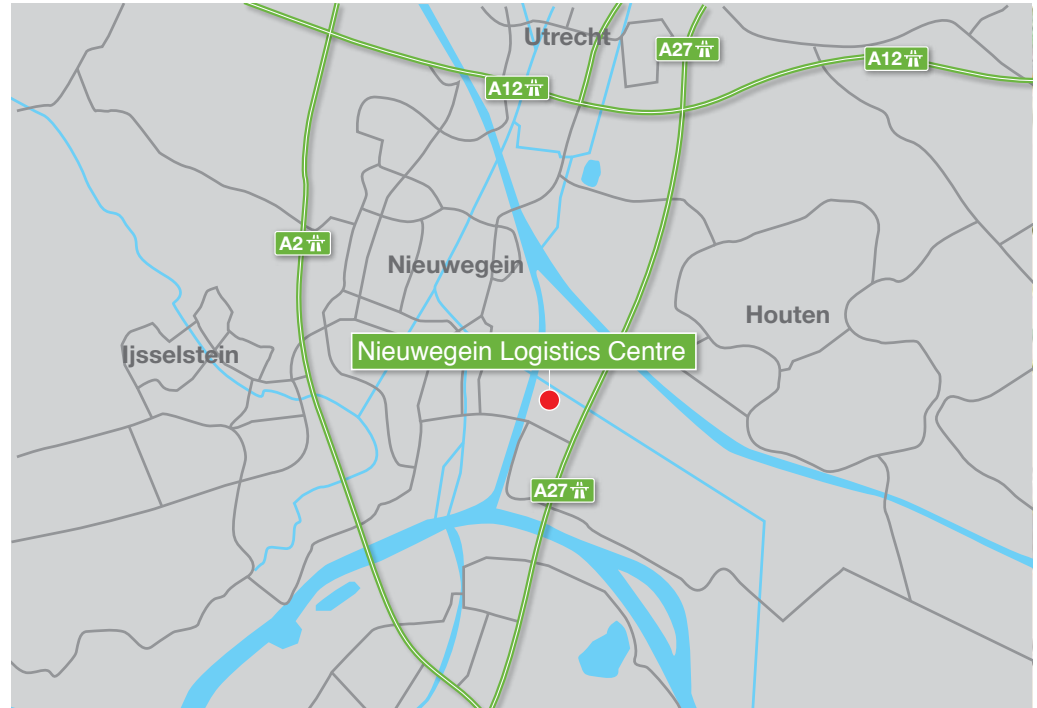 Utrecht
A27
A12
A12
A2
Nieuwegein
Houten
Ijsselstein
Nieuwegein Logistics Centre
A27